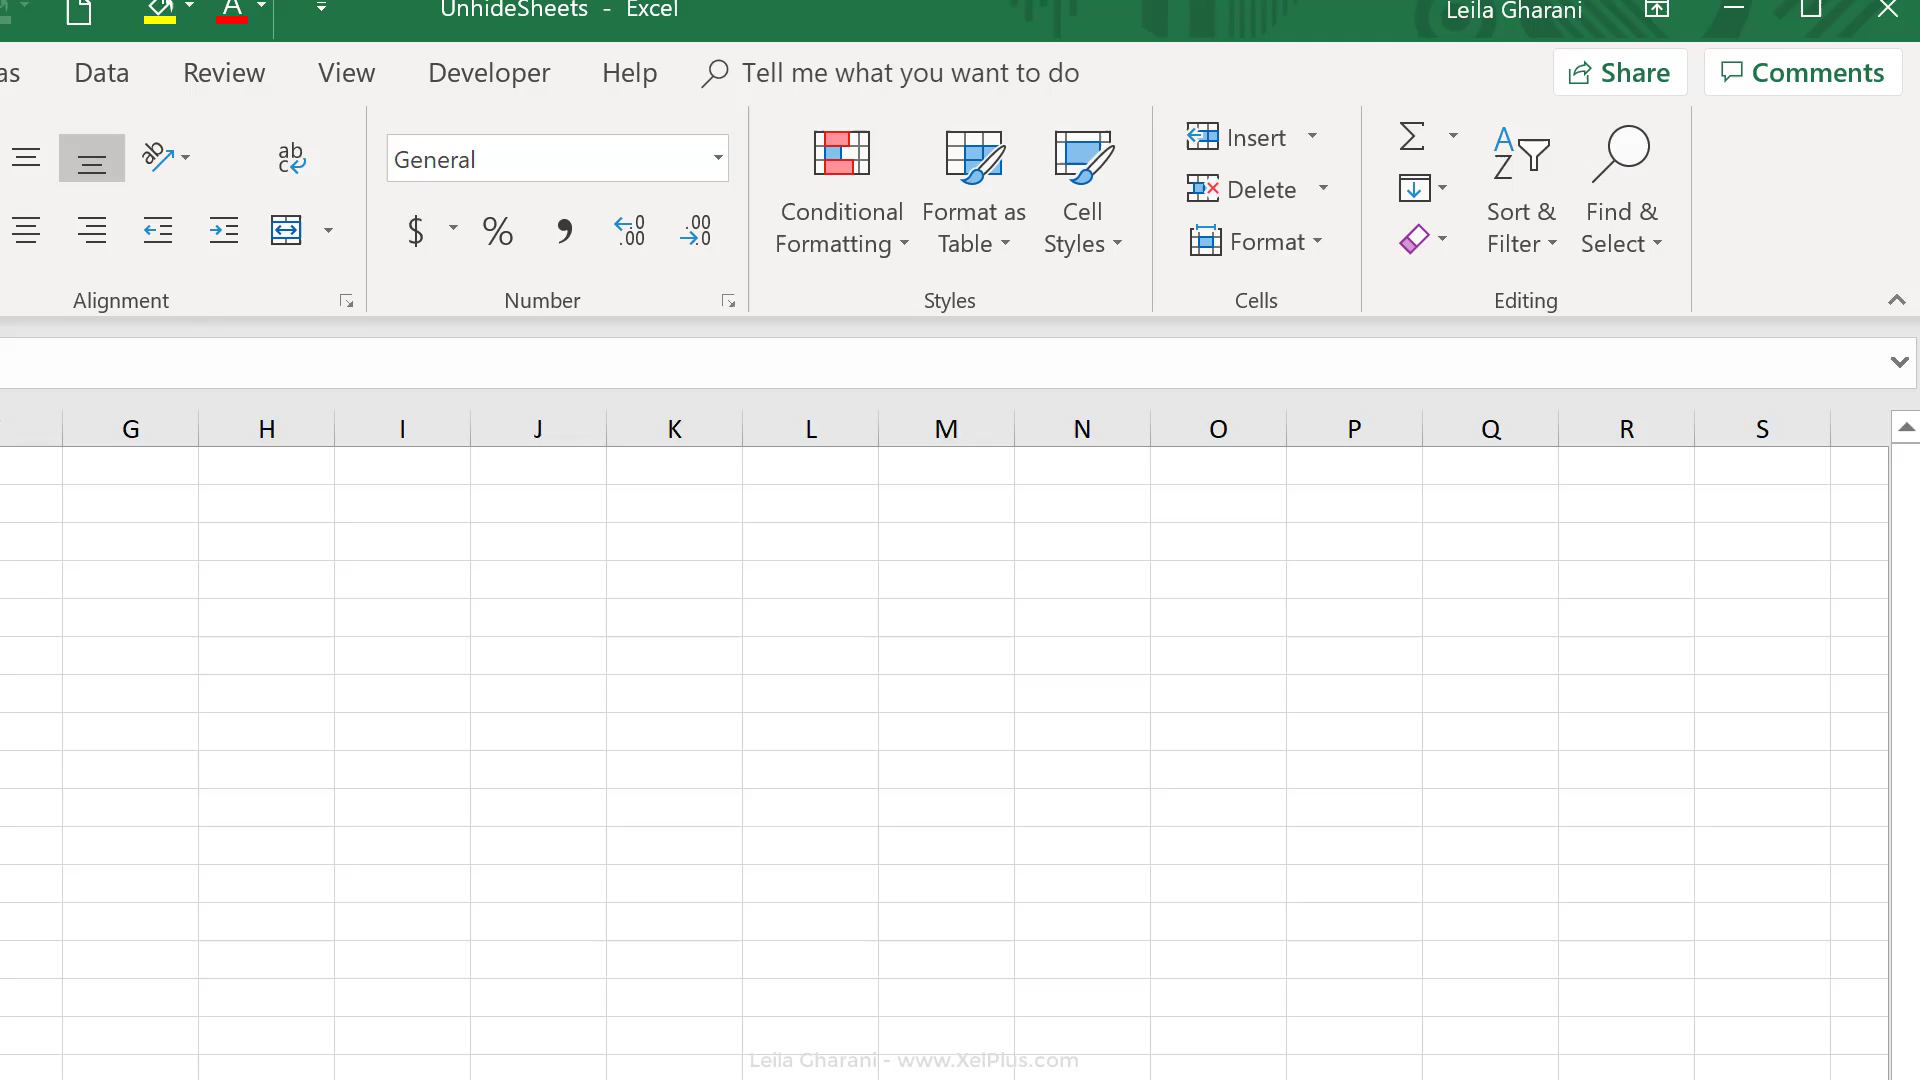 UnhideSheets - Excel
Leila Gharani
as Data Review View Developer Help Tell me what you want to do Share Comments
General
Insert
Delete
Format
Conditional Formatting
Format as Table
Cell Styles
Sort & Filter
Find & Select
Alignment
Number
Styles
Cells
Editing
G H I J K L M N O P Q R S
Leila Gharani - www.XelPlus.com